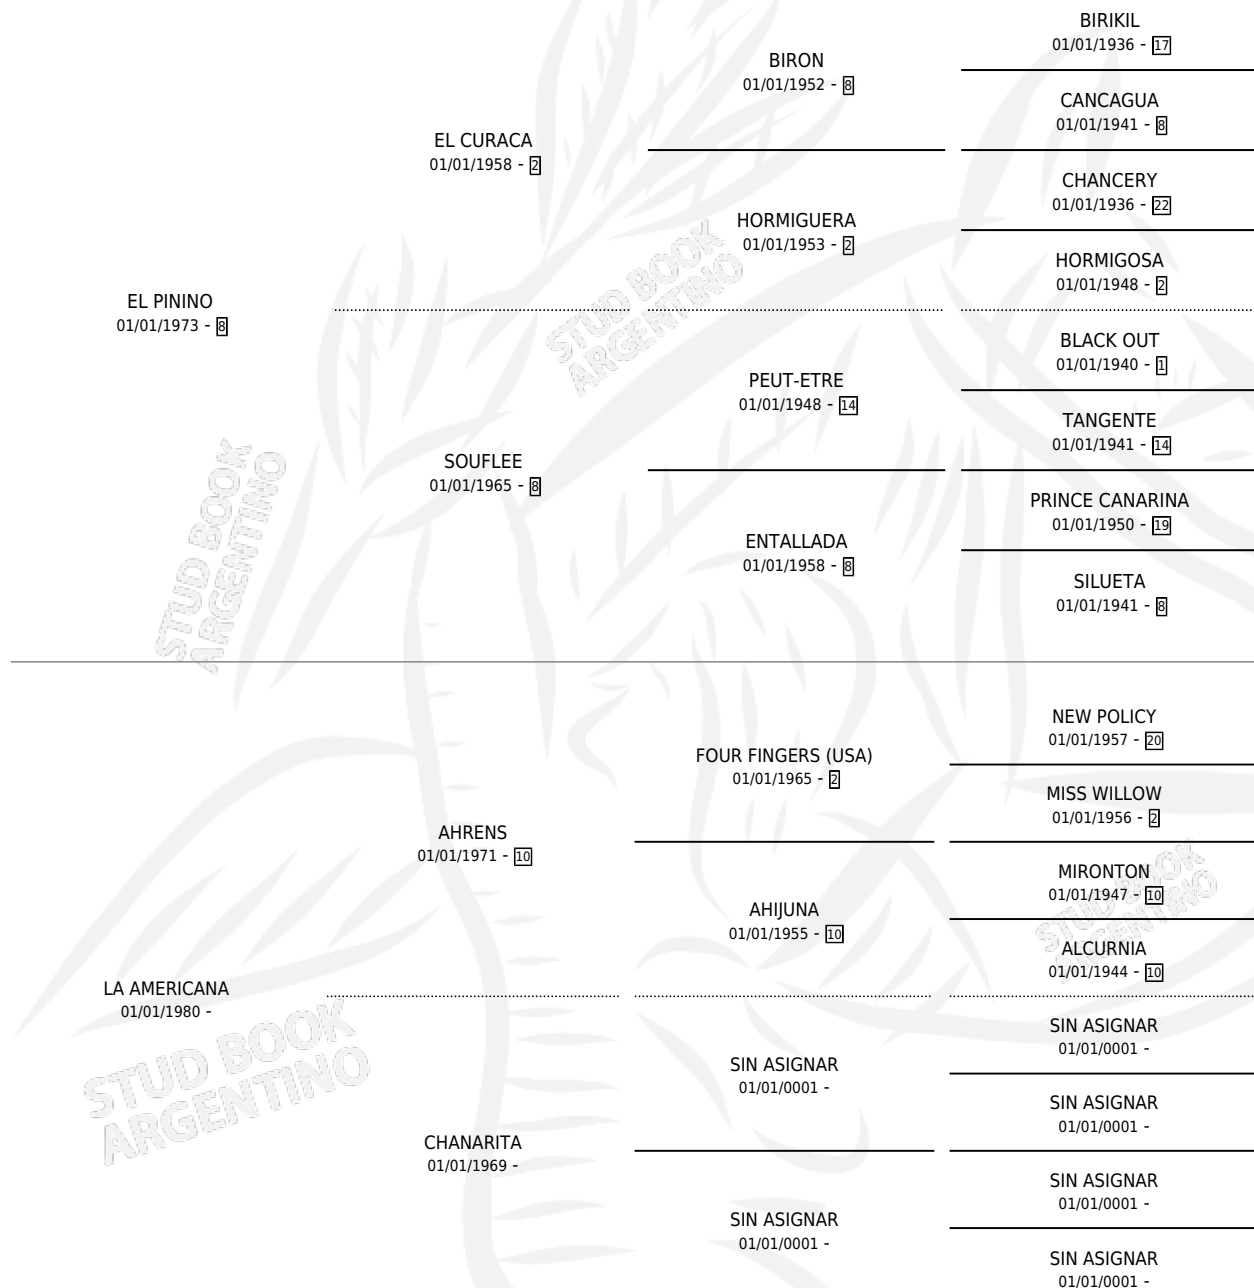 BIRIKIL
01/01/1936 - 17
BIRON
01/01/1952 - 8
CANCAGUA
01/01/1941 - 8
EL CURACA
01/01/1958 - 2
CHANCERY
01/01/1936 - 22
HORMIGUERA
01/01/1953 - 2
HORMIGOSA
01/01/1948 - 2
EL PININO
01/01/1973 - 8
BLACK OUT
01/01/1940 - 1
PEUT-ETRE
01/01/1948 - 14
TANGENTE
01/01/1941 - 14
SOUFLEE
01/01/1965 - 8
PRINCE CANARINA
01/01/1950 - 19
ENTALLADA
01/01/1958 - 8
SILUETA
01/01/1941 - 8
NEW POLICY
01/01/1957 - 20
FOUR FINGERS (USA)
01/01/1965 - 2
MISS WILLOW
01/01/1956 - 2
AHRENS
01/01/1971 - 10
MIRONTON
01/01/1947 - 10
AHIJUNA
01/01/1955 - 10
ALCURNIA
01/01/1944 - 10
LA AMERICANA
01/01/1980 -
SIN ASIGNAR
01/01/0001 -
SIN ASIGNAR
01/01/0001 -
SIN ASIGNAR
01/01/0001 -
CHANARITA
01/01/1969 -
SIN ASIGNAR
01/01/0001 -
SIN ASIGNAR
01/01/0001 -
SIN ASIGNAR
01/01/0001 -
STUD BOOK
ARGENTINO
STUD BOOK
ARGENTINO
STUD BOOK
ARGENTINO
STUD BOOK
ARGENTINO